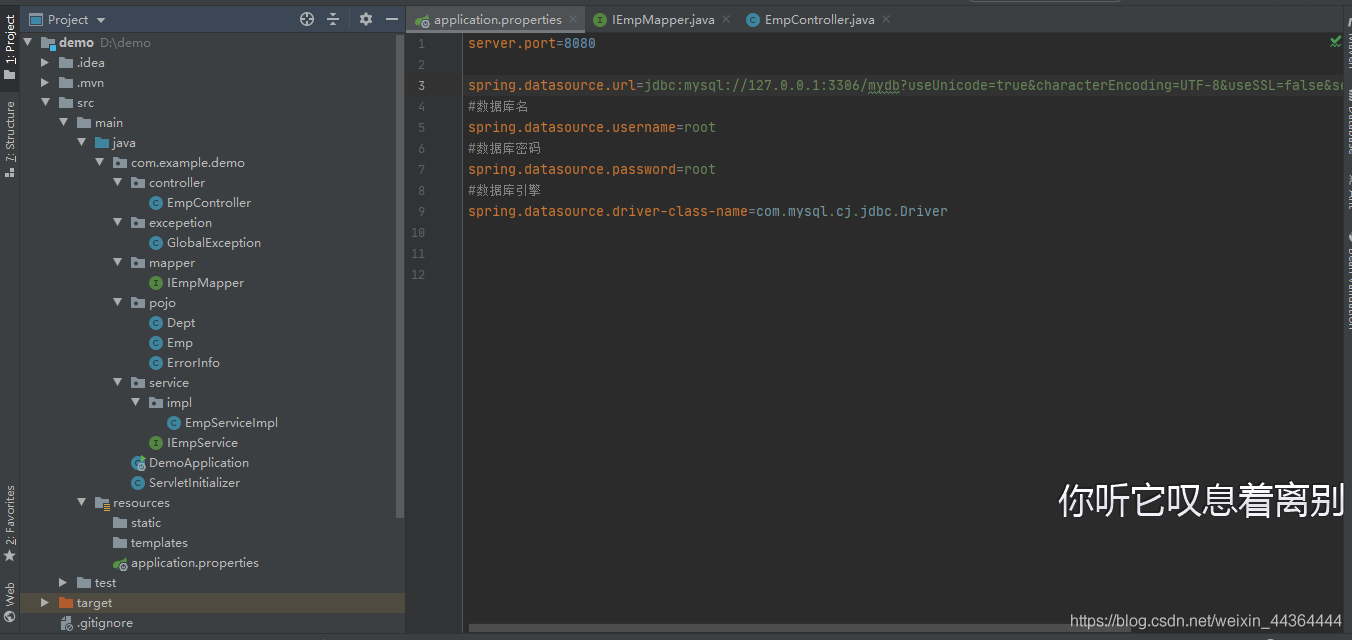 Project
application.properties
IEmpMapper.java
EmpController.java
1: Project
7: Structure
2: Favorites
Web
demo D:\demo
.idea
.mvn
src
main
java
com.example.demo
controller
EmpController
excepetion
GlobalException
mapper
IEmpMapper
pojo
Dept
Emp
ErrorInfo
service
impl
EmpServiceImpl
IEmpService
DemoApplication
ServletInitializer
resources
static
templates
application.properties
test
target
.gitignore
1 server.port=8080
2
3 spring.datasource.url=jdbc:mysql://127.0.0.1:3306/mydb?useUnicode=true&characterEncoding=UTF-8&useSSL=false&se
4 #数据库名
5 spring.datasource.username=root
6 #数据库密码
7 spring.datasource.password=root
8 #数据库引擎
9 spring.datasource.driver-class-name=com.mysql.cj.jdbc.Driver
10
11
12
你听它叹息着离别
https://blog.csdn.net/weixin_44364444